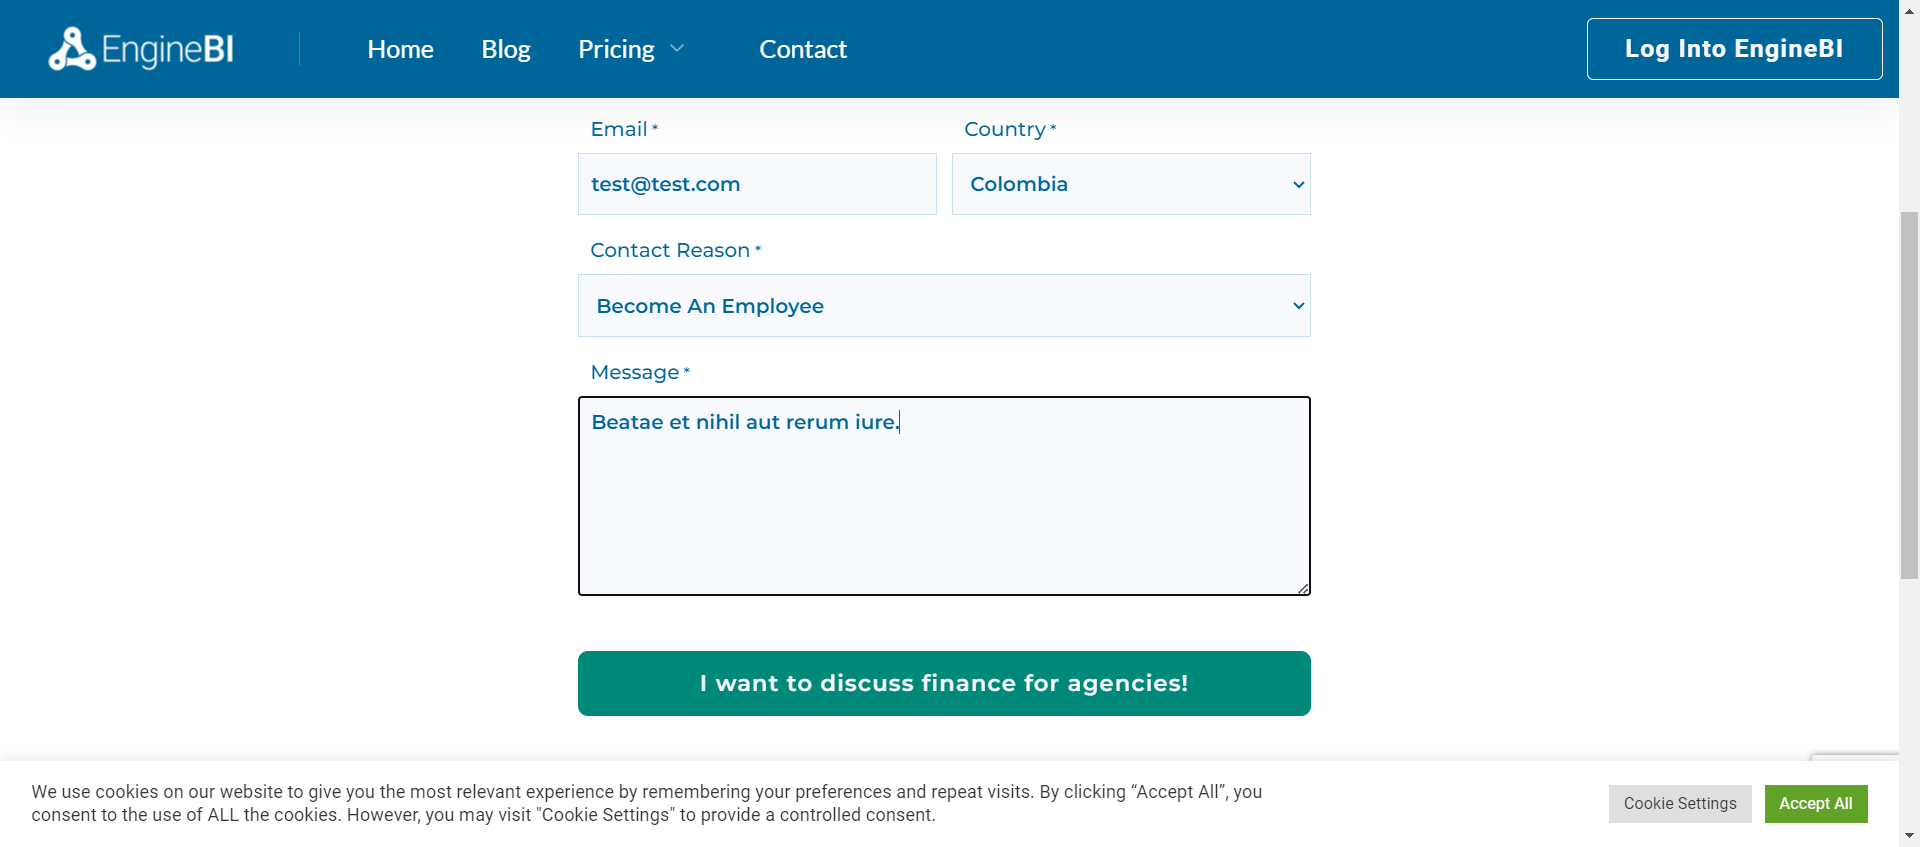 EngineBI
Home
Blog
Pricing
Contact
Log Into EngineBI
Email *
Country *
test@test.com
Colombia
Contact Reason *
Become An Employee
Message *
Beatae et nihil aut rerum iure.
I want to discuss finance for agencies!
We use cookies on our website to give you the most relevant experience by remembering your preferences and repeat visits. By clicking “Accept All”, you
consent to the use of ALL the cookies. However, you may visit "Cookie Settings" to provide a controlled consent.
Cookie Settings
Accept All